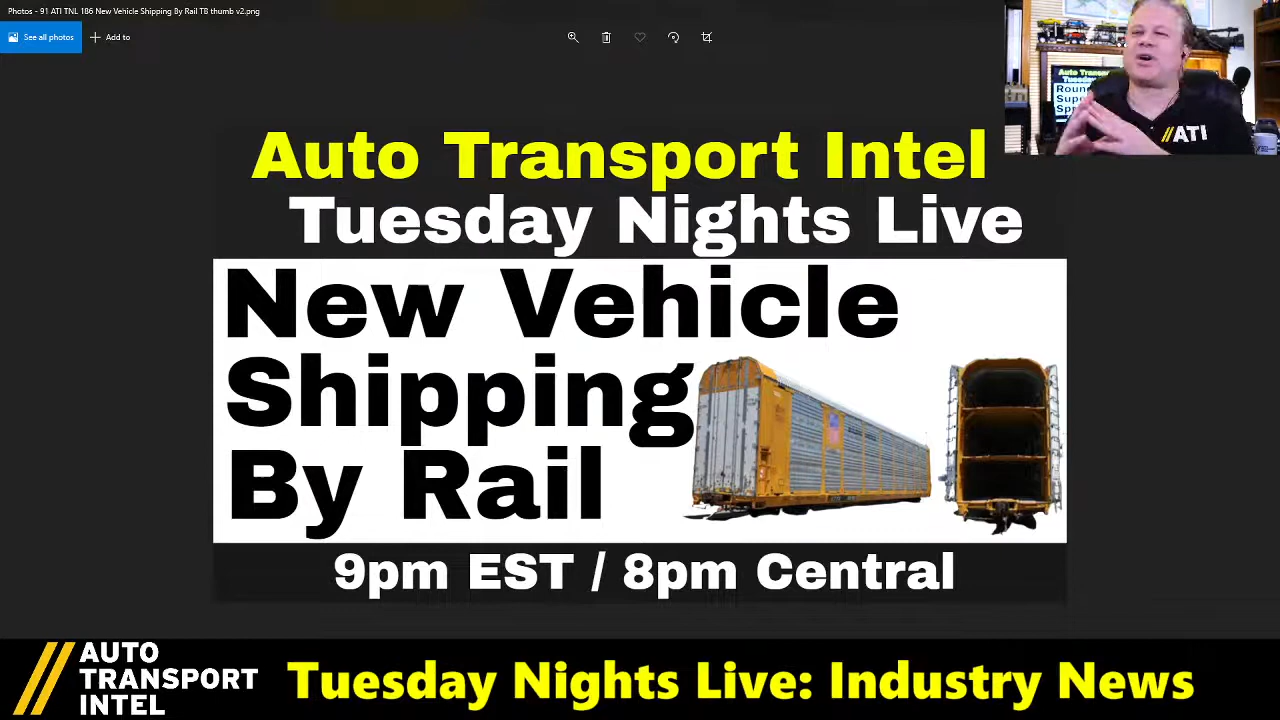 Photos - 91 ATI TNL 186 New Vehicle Shipping By Rail TB thumb v2.png
See all photos
Add to
Auto Transport Intel
Tuesday Nights Live
New Vehicle
Shipping
By Rail
9pm EST / 8pm Central
//ATI
AUTO
TRANSPORT
INTEL
Tuesday Nights Live: Industry News